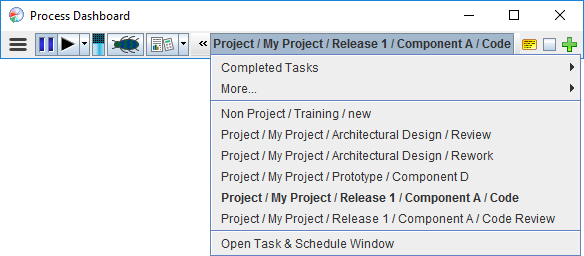 Process Dashboard
« Project / My Project / Release 1 / Component A / Code
Completed Tasks
More...
Non Project / Training / new
Project / My Project / Architectural Design / Review
Project / My Project / Architectural Design / Rework
Project / My Project / Prototype / Component D
Project / My Project / Release 1 / Component A / Code
Project / My Project / Release 1 / Component A / Code Review
Open Task & Schedule Window